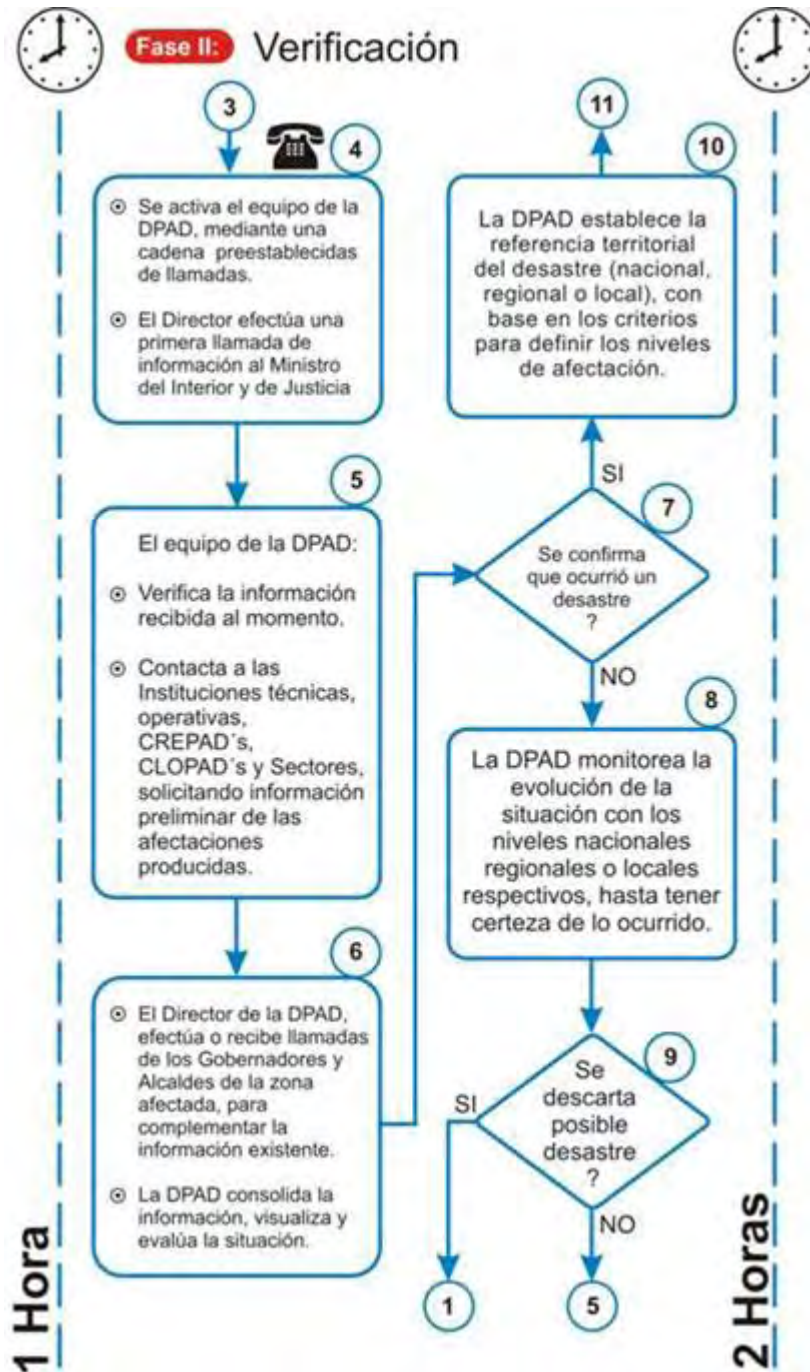 Fase II: Verificación
3
4
⊙ Se activa el equipo de la
DPAD, mediante una
cadena preestablecidas
de llamadas.
⊙ El Director efectúa una
primera llamada de
información al Ministro
del Interior y de Justicia
5
El equipo de la DPAD:
⊙ Verifica la información
recibida al momento.
⊙ Contacta a las
Instituciones técnicas,
operativas,
CREPAD´s,
CLOPAD´s y Sectores,
solicitando información
preliminar de las
afectaciones
producidas.
6
⊙ El Director de la DPAD,
efectúa o recibe llamadas
de los Gobernadores y
Alcaldes de la zona
afectada, para
complementar la
información existente.
⊙ La DPAD consolida la
información, visualiza y
evalúa la situación.
11
10
La DPAD establece la
referencia territorial
del desastre (nacional,
regional o local), con
base en los criterios
para definir los niveles
de afectación.
SI
7
Se confirma
que ocurrió un
desastre
?
NO
8
La DPAD monitorea la
evolución de la
situación con los
niveles nacionales
regionales o locales
respectivos, hasta tener
certeza de lo ocurrido.
9
Se
descarta
posible
desastre
?
SI
NO
1
5
1 Hora
2 Horas